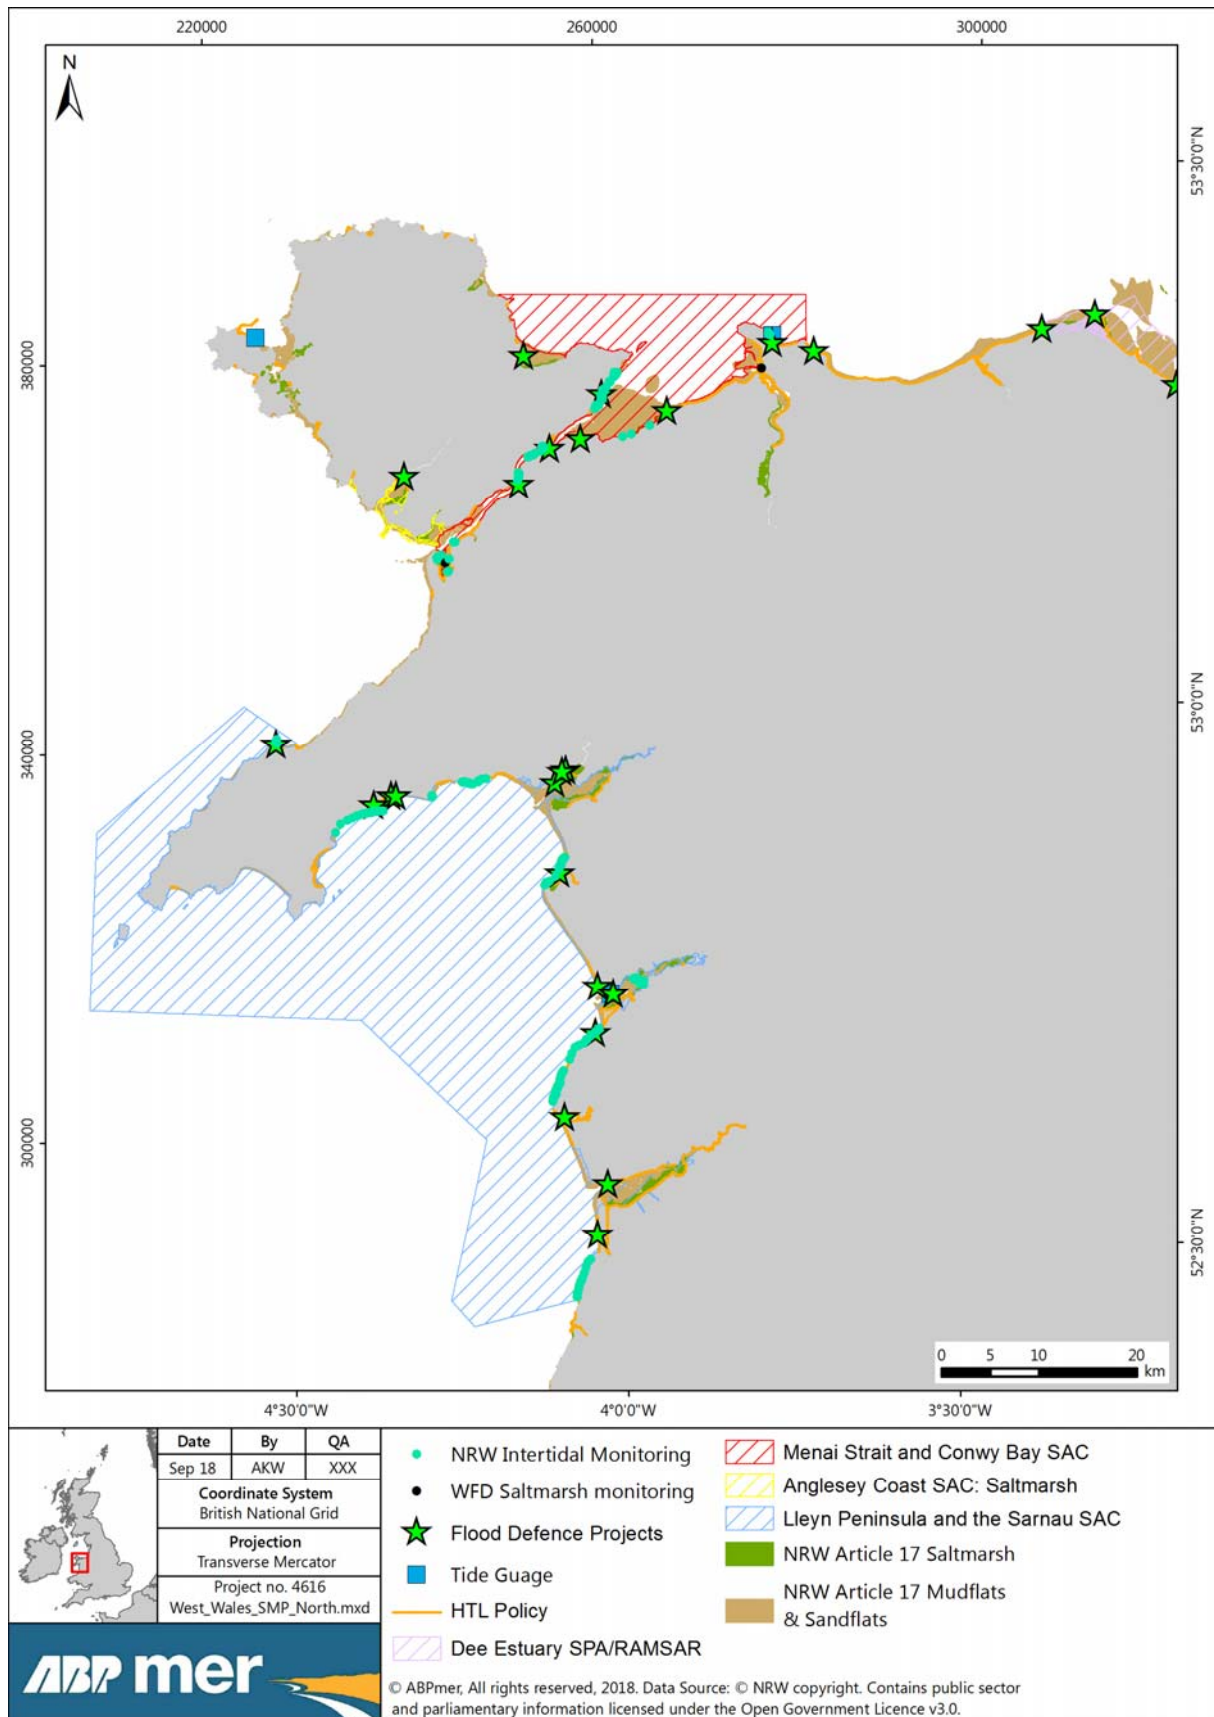 220000
260000
300000
N
53°30'0"N
380000
53°0'0"N
340000
300000
52°30'0"N
0 5 10 20
km
4°30'0"W
4°0'0"W
3°30'0"W
Date By QA
Sep 18 AKW XXX
Coordinate System
British National Grid
Projection
Transverse Mercator
Project no. 4616
West_Wales_SMP_North.mxd
ABP mer
NRW Intertidal Monitoring
WFD Saltmarsh monitoring
Flood Defence Projects
Tide Guage
HTL Policy
Dee Estuary SPA/RAMSAR
Menai Strait and Conwy Bay SAC
Anglesey Coast SAC: Saltmarsh
Lleyn Peninsula and the Sarnau SAC
NRW Article 17 Saltmarsh
NRW Article 17 Mudflats
& Sandflats
© ABPmer, All rights reserved, 2018. Data Source: © NRW copyright. Contains public sector
and parliamentary information licensed under the Open Government Licence v3.0.